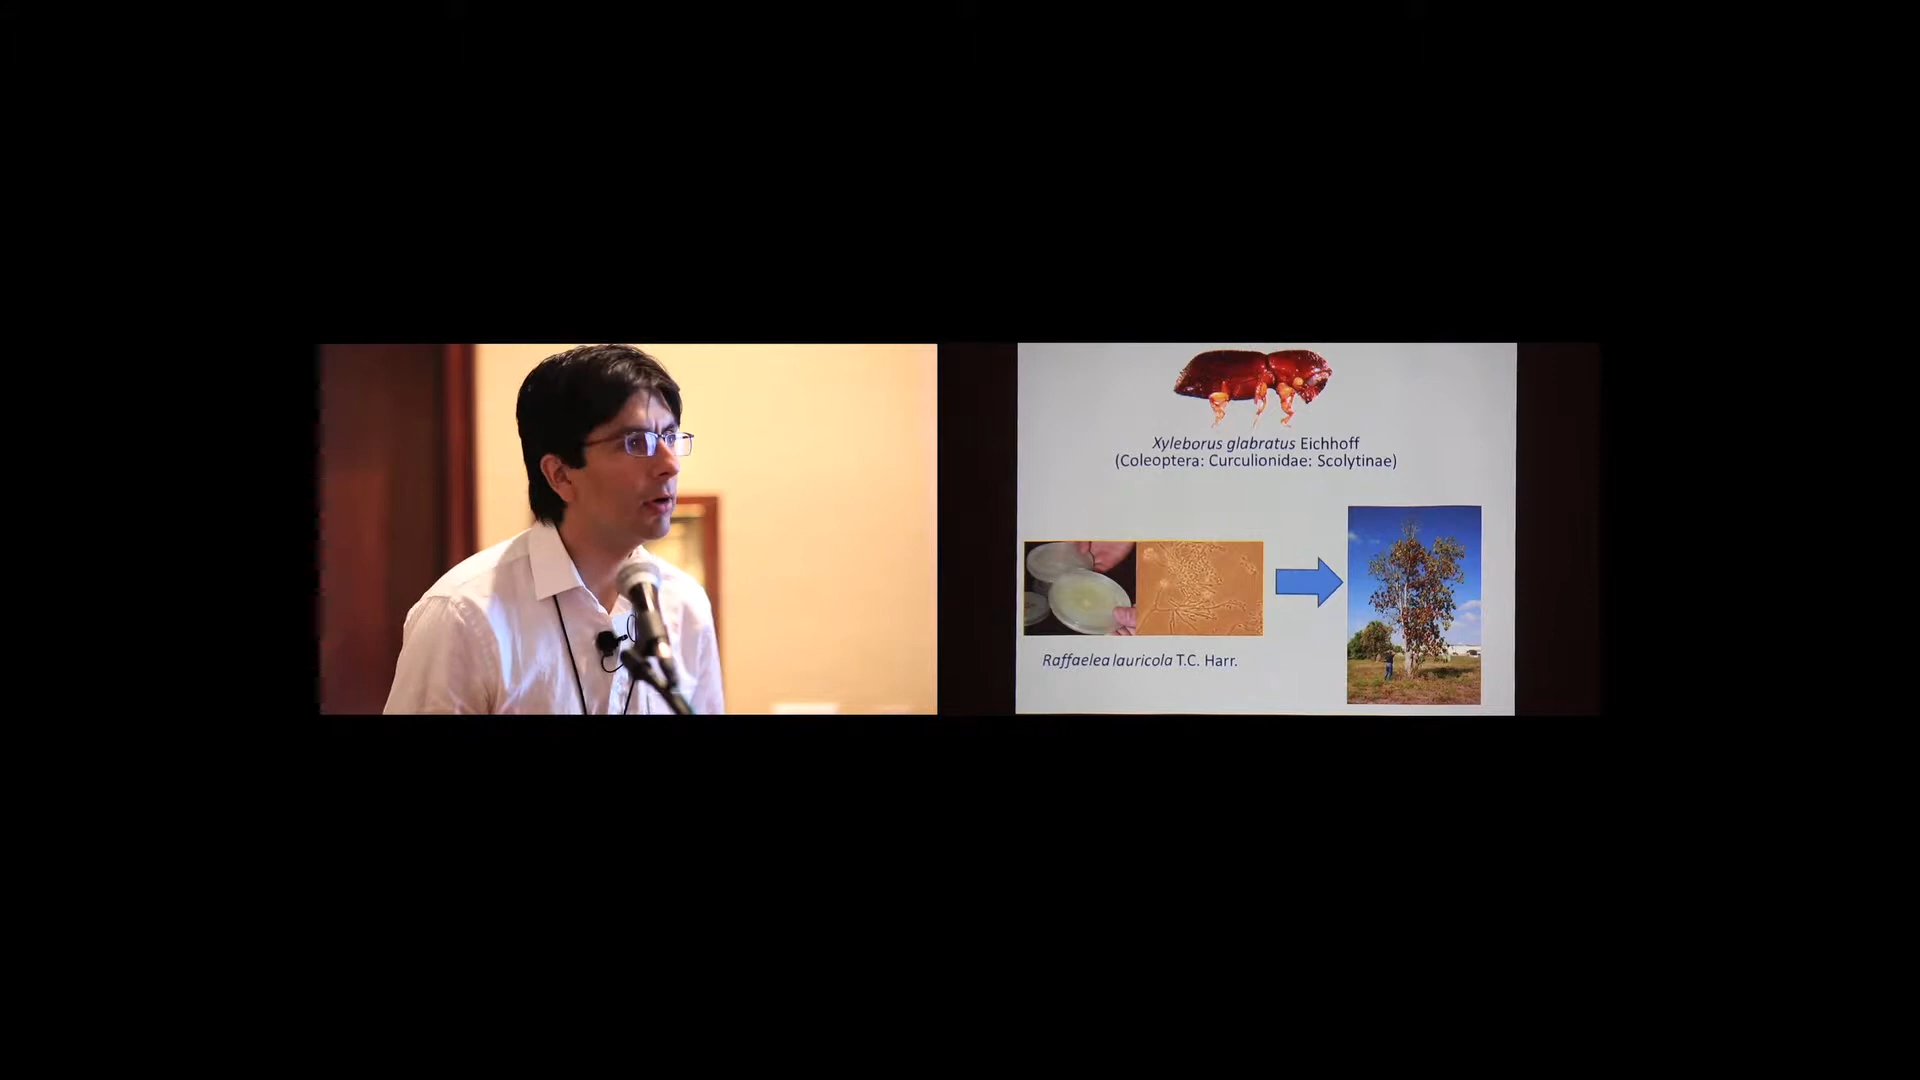 Xyleborus glabratus Eichhoff
(Coleoptera: Curculionidae: Scolytinae)
Raffaelea lauricola T.C. Harr.